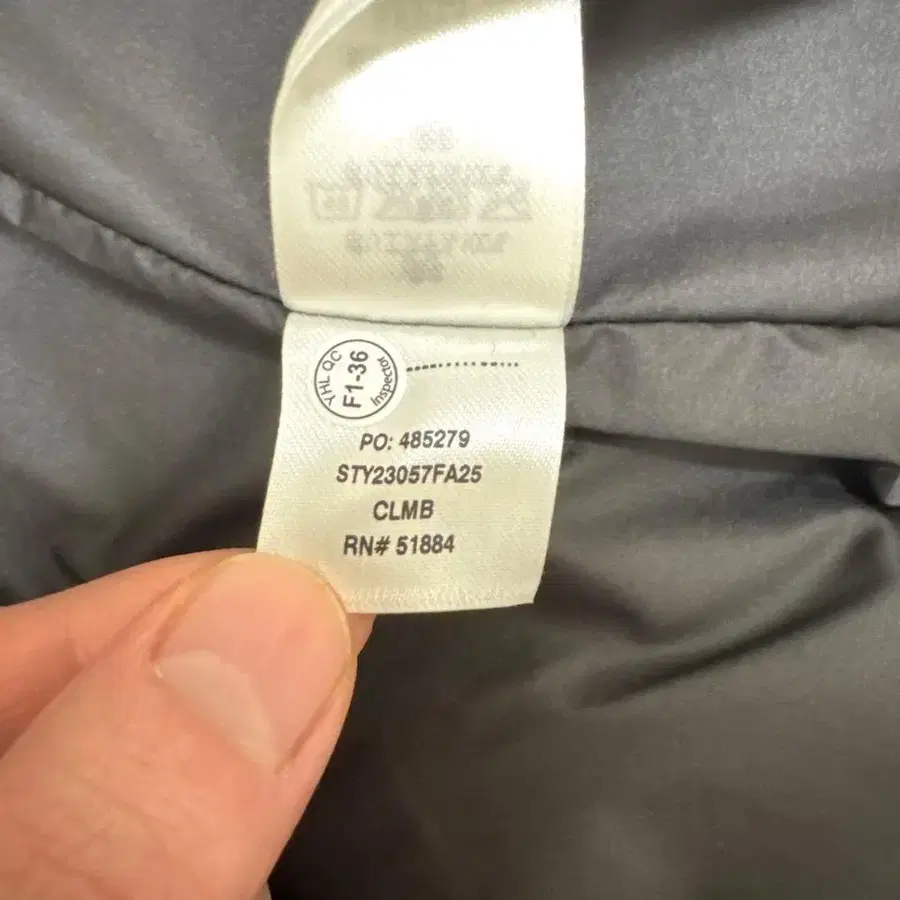 YHL QC
F1-36
Inspector
PO: 485279
STY23057FA25
CLMB
RN# 51884